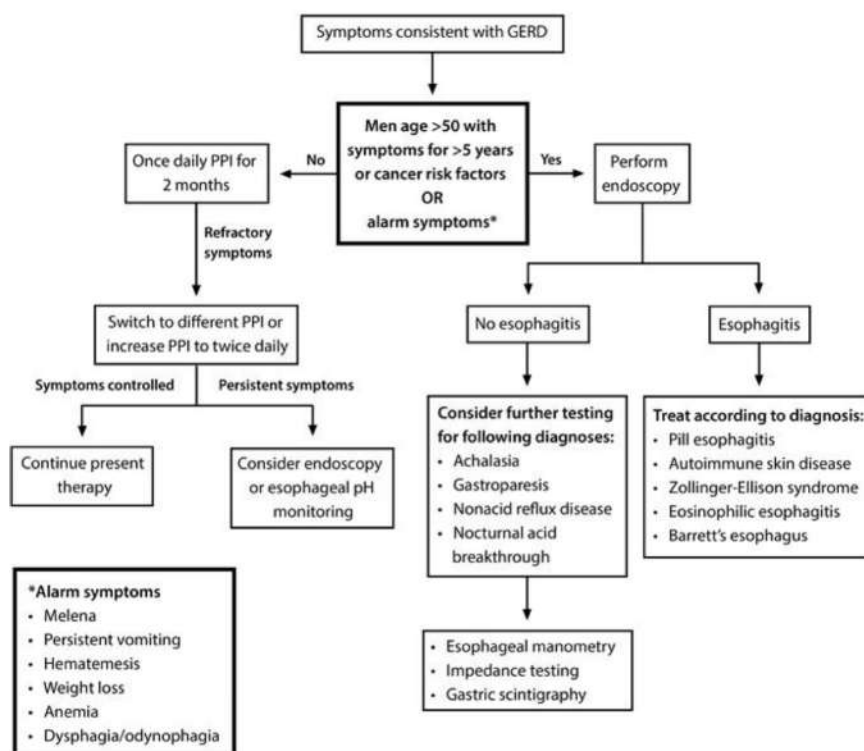 Symptoms consistent with GERD
Men age >50 with
symptoms for >5 years
or cancer risk factors
OR
alarm symptoms*
No
Yes
Once daily PPI for
2 months
Perform
endoscopy
Refractory
symptoms
Switch to different PPI or
increase PPI to twice daily
No esophagitis
Esophagitis
Symptoms controlled
Persistent symptoms
Continue present
therapy
Consider endoscopy
or esophageal pH
monitoring
Consider further testing
for following diagnoses:
• Achalasia
• Gastroparesis
• Nonacid reflux disease
• Nocturnal acid
breakthrough
Treat according to diagnosis:
• Pill esophagitis
• Autoimmune skin disease
• Zollinger-Ellison syndrome
• Eosinophilic esophagitis
• Barrett's esophagus
• Esophageal manometry
• Impedance testing
• Gastric scintigraphy
*Alarm symptoms
• Melena
• Persistent vomiting
• Hematemesis
• Weight loss
• Anemia
• Dysphagia/odynophagia